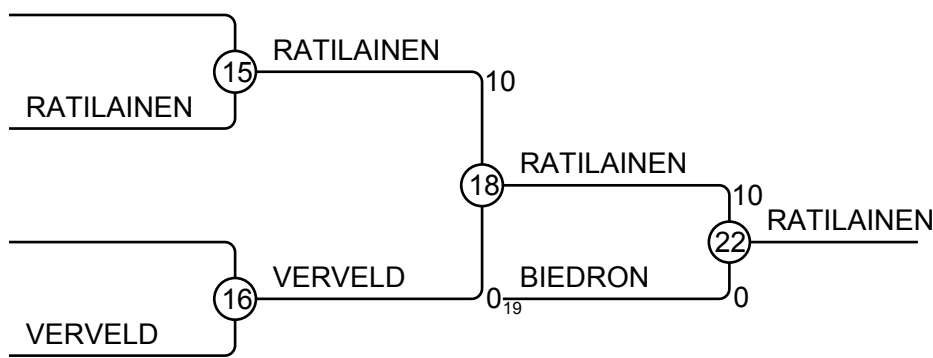 RATILAINEN
15
10
RATILAINEN
RATILAINEN
18
10
RATILAINEN
22
VERVELD
BIEDRON
16
0
19
0
VERVELD